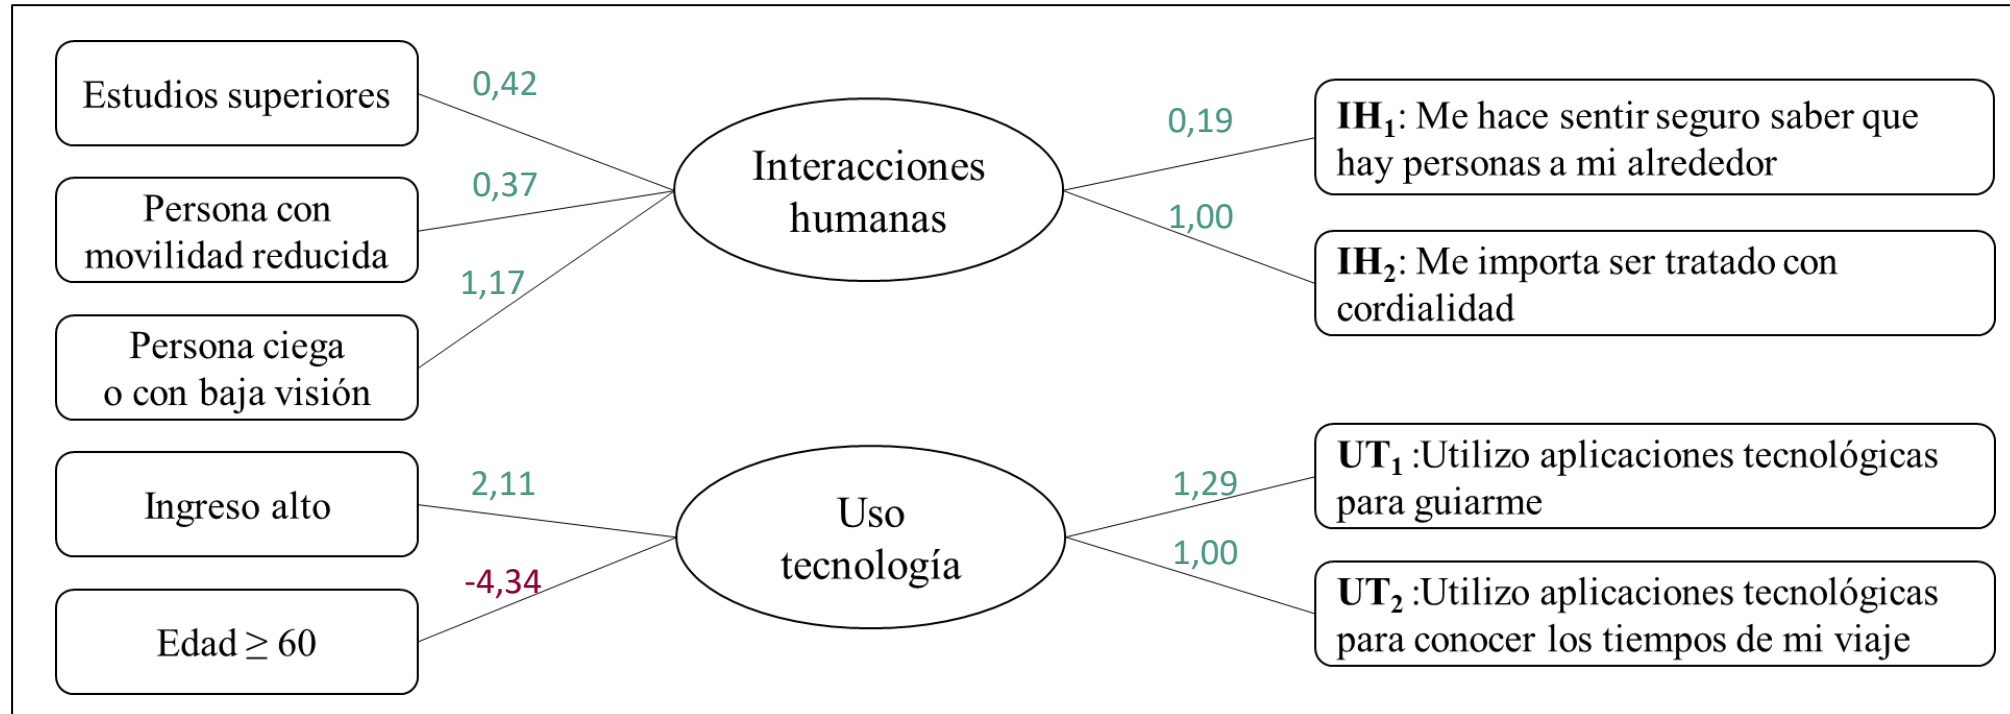 Estudios superiores
0,42
Persona con
movilidad reducida
0,37
Persona ciega
o con baja visión
1,17
Interacciones
humanas
0,19
IH₁: Me hace sentir seguro saber que
hay personas a mi alrededor
1,00
IH₂: Me importa ser tratado con
cordialidad
Ingreso alto
2,11
Edad ≥ 60
-4,34
Uso
tecnología
1,29
UT₁ :Utilizo aplicaciones tecnológicas
para guiarme
1,00
UT₂ :Utilizo aplicaciones tecnológicas
para conocer los tiempos de mi viaje